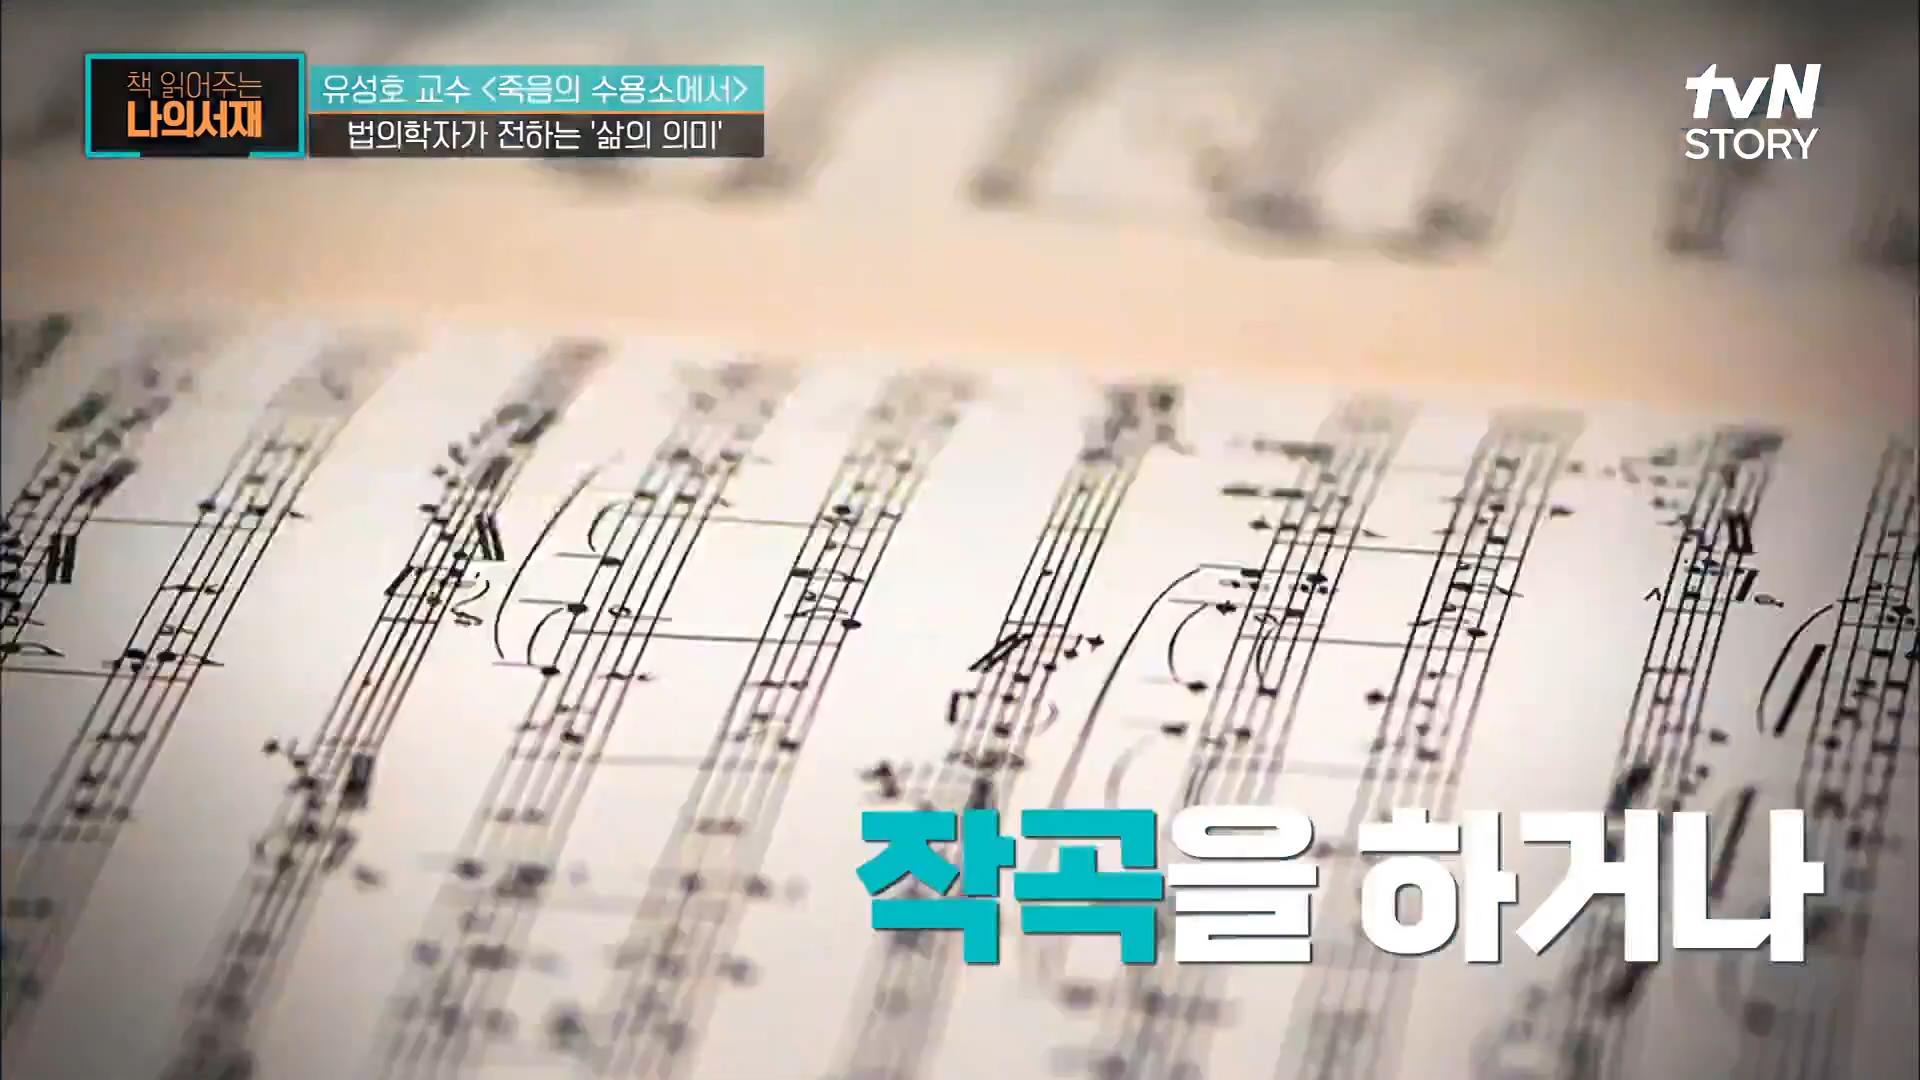 책 읽어주는
나의서재
유성호 교수 <죽음의 수용소에서>
법의학자가 전하는 '삶의 의미'
tvN
STORY
작곡을 하거나